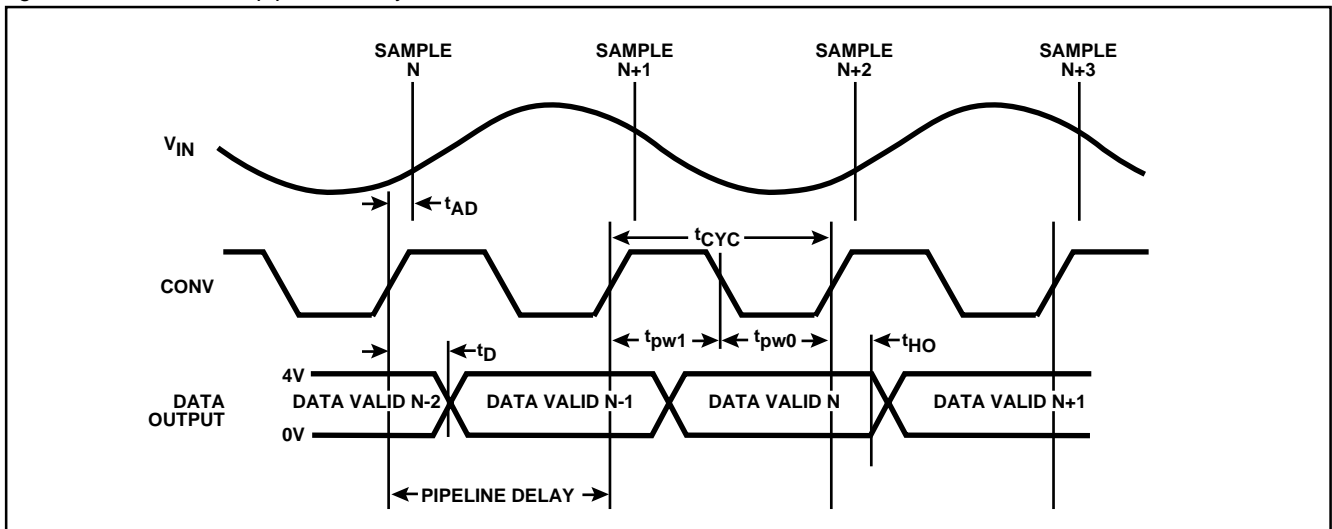 SAMPLE N
SAMPLE N+1
SAMPLE N+2
SAMPLE N+3
VIN
tAD
tCYC
CONV
tpw1
tpw0
tHO
tD
4V
DATA OUTPUT
DATA VALID N-2
DATA VALID N-1
DATA VALID N
DATA VALID N+1
0V
PIPELINE DELAY